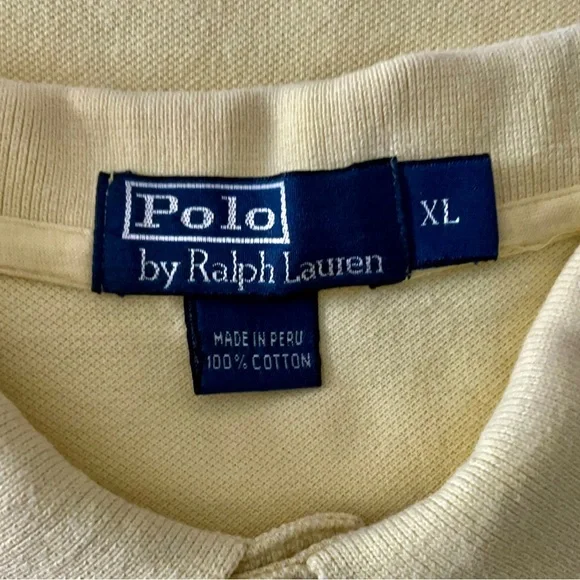 Polo
by Ralph Lauren
XL
MADE IN PERU
100% COTTON